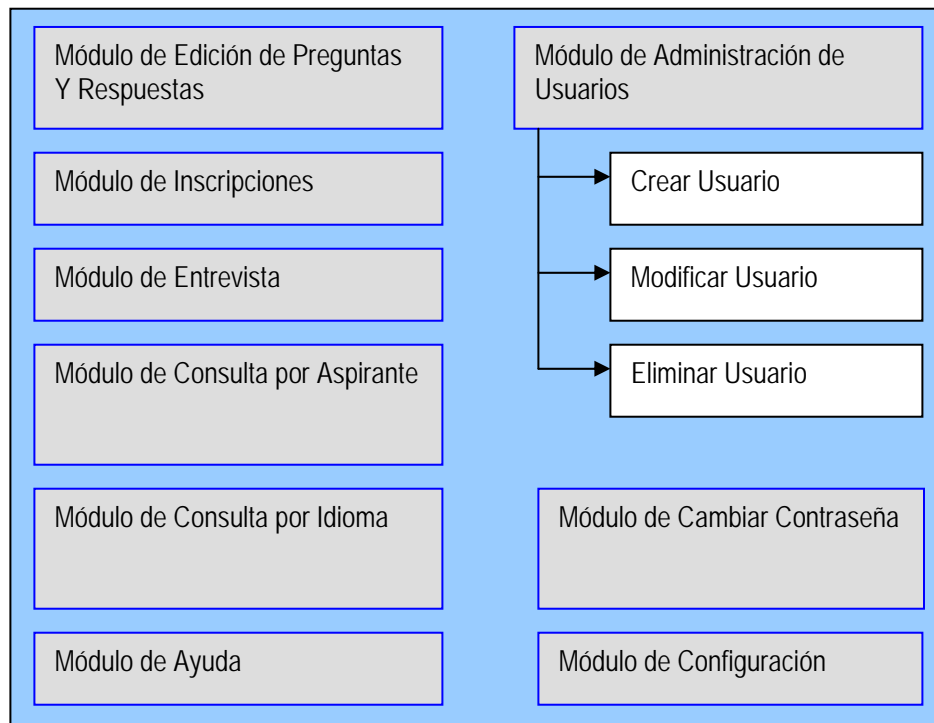 Módulo de Edición de Preguntas
Y Respuestas
Módulo de Inscripciones
Módulo de Entrevista
Módulo de Consulta por Aspirante
Módulo de Consulta por Idioma
Módulo de Ayuda
Módulo de Administración de
Usuarios
Crear Usuario
Modificar Usuario
Eliminar Usuario
Módulo de Cambiar Contraseña
Módulo de Configuración